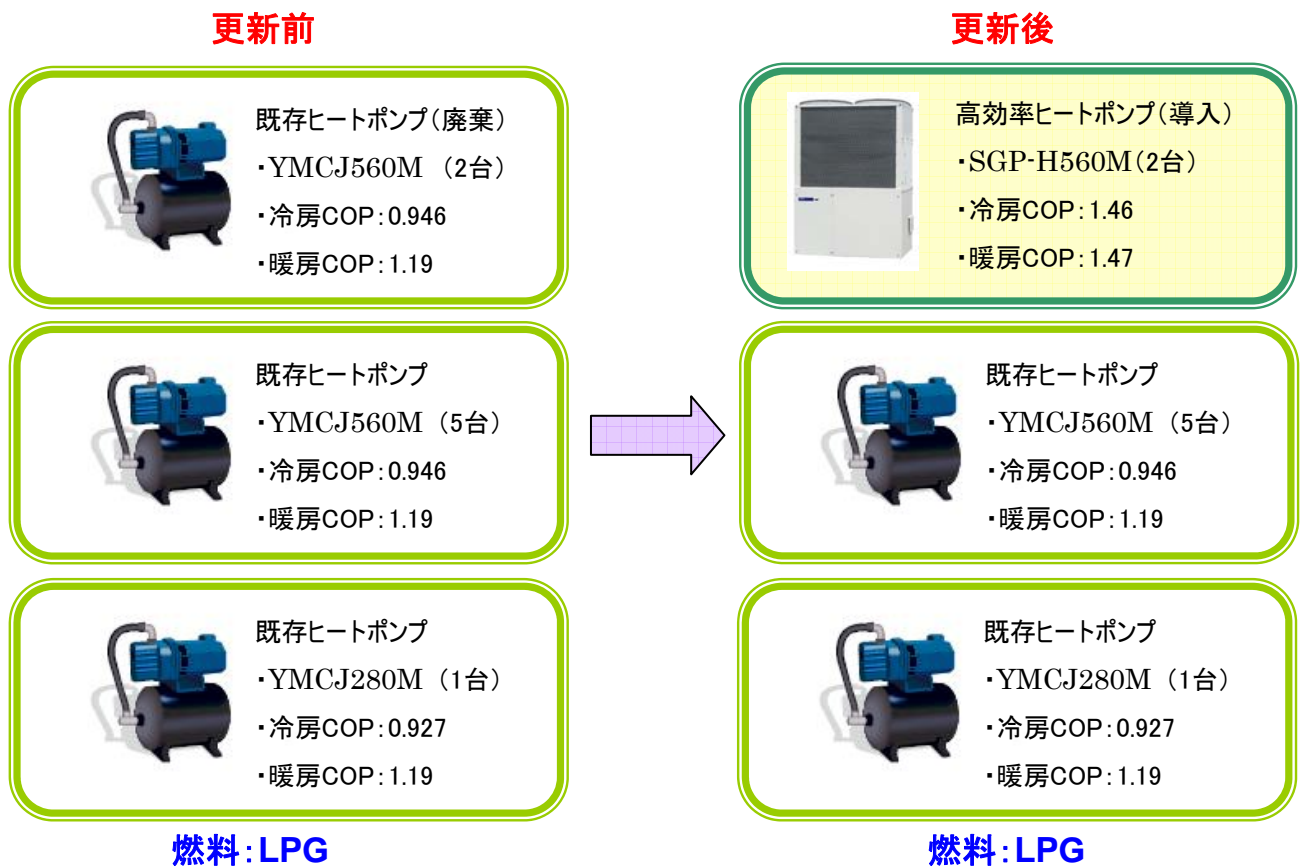 更新前
既存ヒートポンプ（廃棄）
・YMCJ560M （2台）
・冷房COP：0.946
・暖房COP：1.19
既存ヒートポンプ
・YMCJ560M （5台）
・冷房COP：0.946
・暖房COP：1.19
既存ヒートポンプ
・YMCJ280M （1台）
・冷房COP：0.927
・暖房COP：1.19
燃料：LPG
更新後
高効率ヒートポンプ（導入）
・SGP-H560M（2台）
・冷房COP：1.46
・暖房COP：1.47
既存ヒートポンプ
・YMCJ560M （5台）
・冷房COP：0.946
・暖房COP：1.19
既存ヒートポンプ
・YMCJ280M （1台）
・冷房COP：0.927
・暖房COP：1.19
燃料：LPG